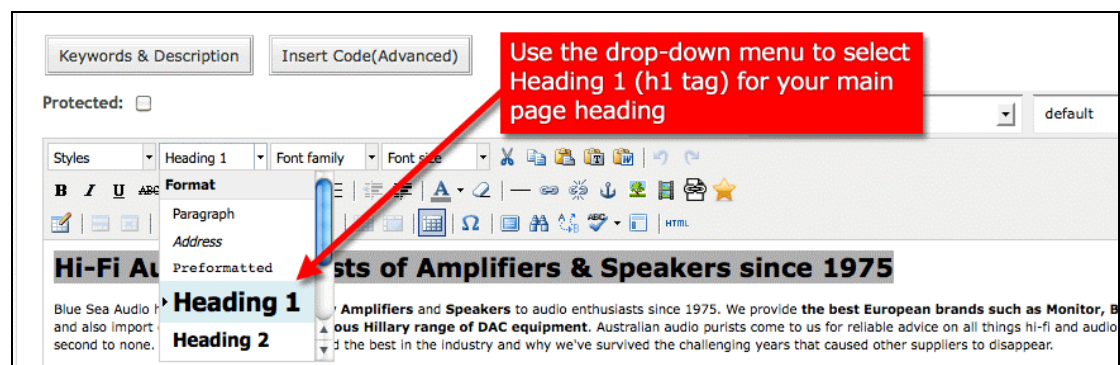 Keywords & Description Insert Code(Advanced)
Use the drop-down menu to select
Heading 1 (h1 tag) for your main
page heading
Protected:
default
Styles Heading 1 Font family Font size
B I U ABC A
Format
Paragraph
Address
Preformatted
Heading 1
Heading 2
Ω ABC HTML
Hi-Fi sts of Amplifiers & Speakers since 1975
Blue Sea Audio Amplifiers and Speakers to audio enthusiasts since 1975. We provide the best European brands such as Monitor, B
and also import ous Hillary range of DAC equipment. Australian audio purists come to us for reliable advice on all things hi-fi and audio
second to none. d the best in the industry and why we've survived the challenging years that caused other suppliers to disappear.